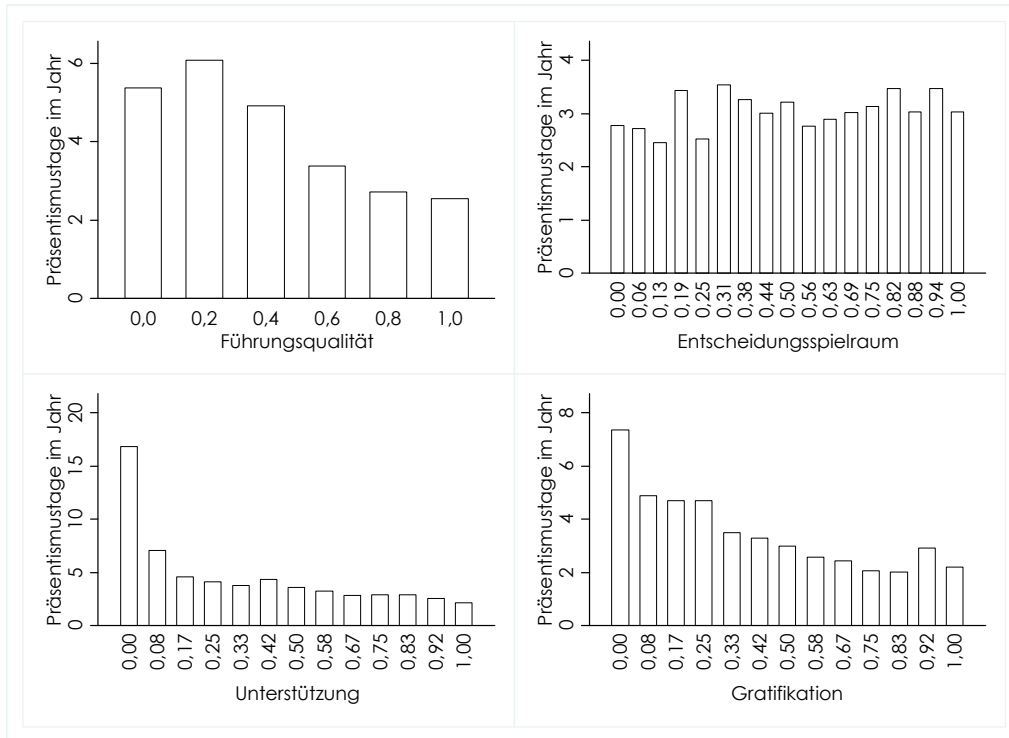 Präsentismustage im Jahr
6
4
2
0
0,0 0,2 0,4 0,6 0,8 1,0
Führungsqualität
Präsentismustage im Jahr
4
3
2
1
0
0,00 0,06 0,13 0,19 0,25 0,31 0,38 0,44 0,50 0,56 0,63 0,69 0,75 0,82 0,88 0,94 1,00
Entscheidungsspielraum
Präsentismustage im Jahr
20
15
10
5
0
0,00 0,08 0,17 0,25 0,33 0,42 0,50 0,58 0,67 0,75 0,83 0,92 1,00
Unterstützung
Präsentismustage im Jahr
8
6
4
2
0
0,00 0,08 0,17 0,25 0,33 0,42 0,50 0,58 0,67 0,75 0,83 0,92 1,00
Gratifikation